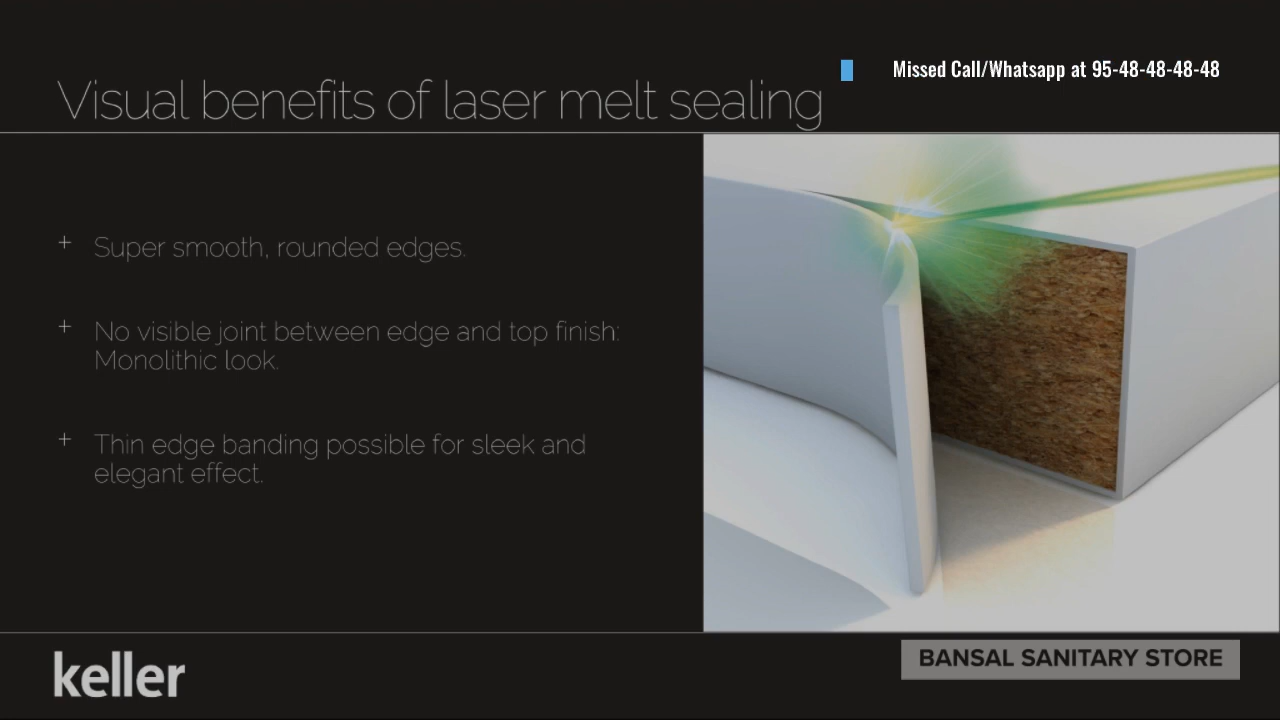 Missed Call/Whatsapp at 95-48-48-48-48
Visual benefits of laser melt sealing
+ Super smooth, rounded edges.
+ No visible joint between edge and top finish:
Monolithic look.
+ Thin edge banding possible for sleek and
elegant effect.
keller
BANSAL SANITARY STORE